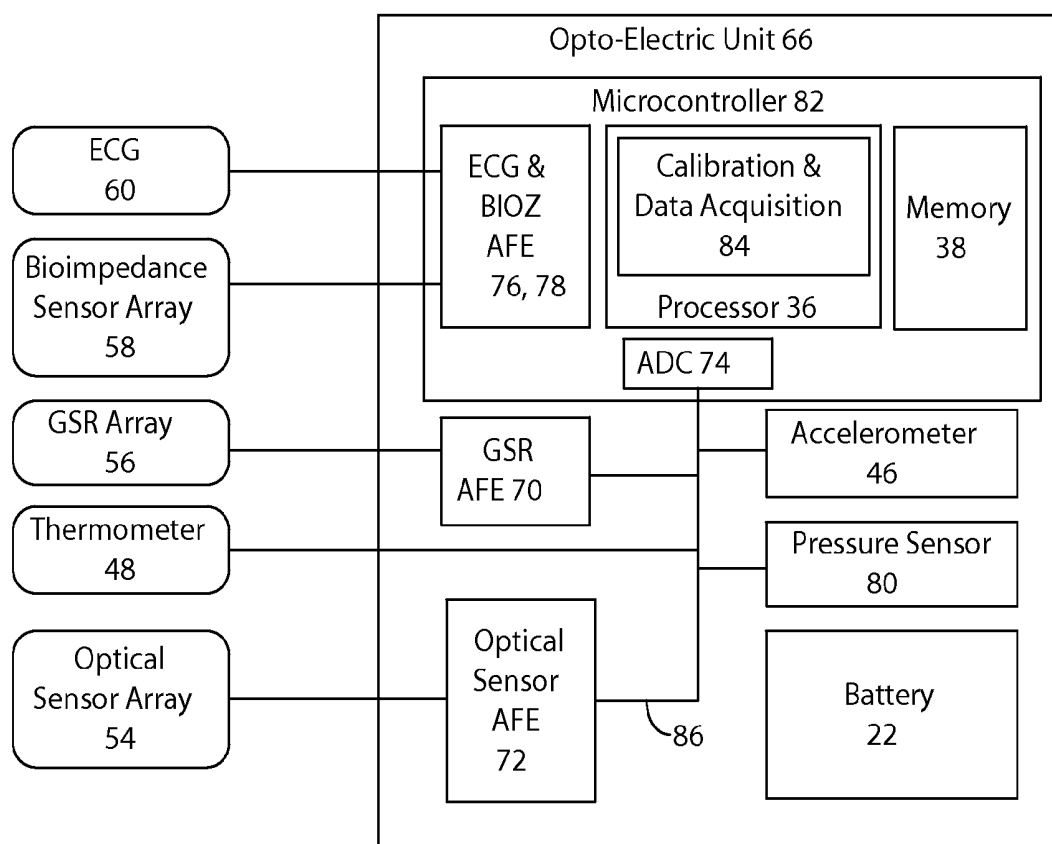 Opto-Electric Unit 66
Microcontroller 82
ECG
60
ECG &
BIOZ
AFE
76, 78
Calibration &
Data Acquisition
84
Processor 36
Memory
38
Bioimpedance
Sensor Array
58
ADC 74
GSR Array
56
GSR
AFE 70
Accelerometer
46
Thermometer
48
Pressure Sensor
80
Optical
Sensor Array
54
Optical
Sensor
AFE
72
86
Battery
22